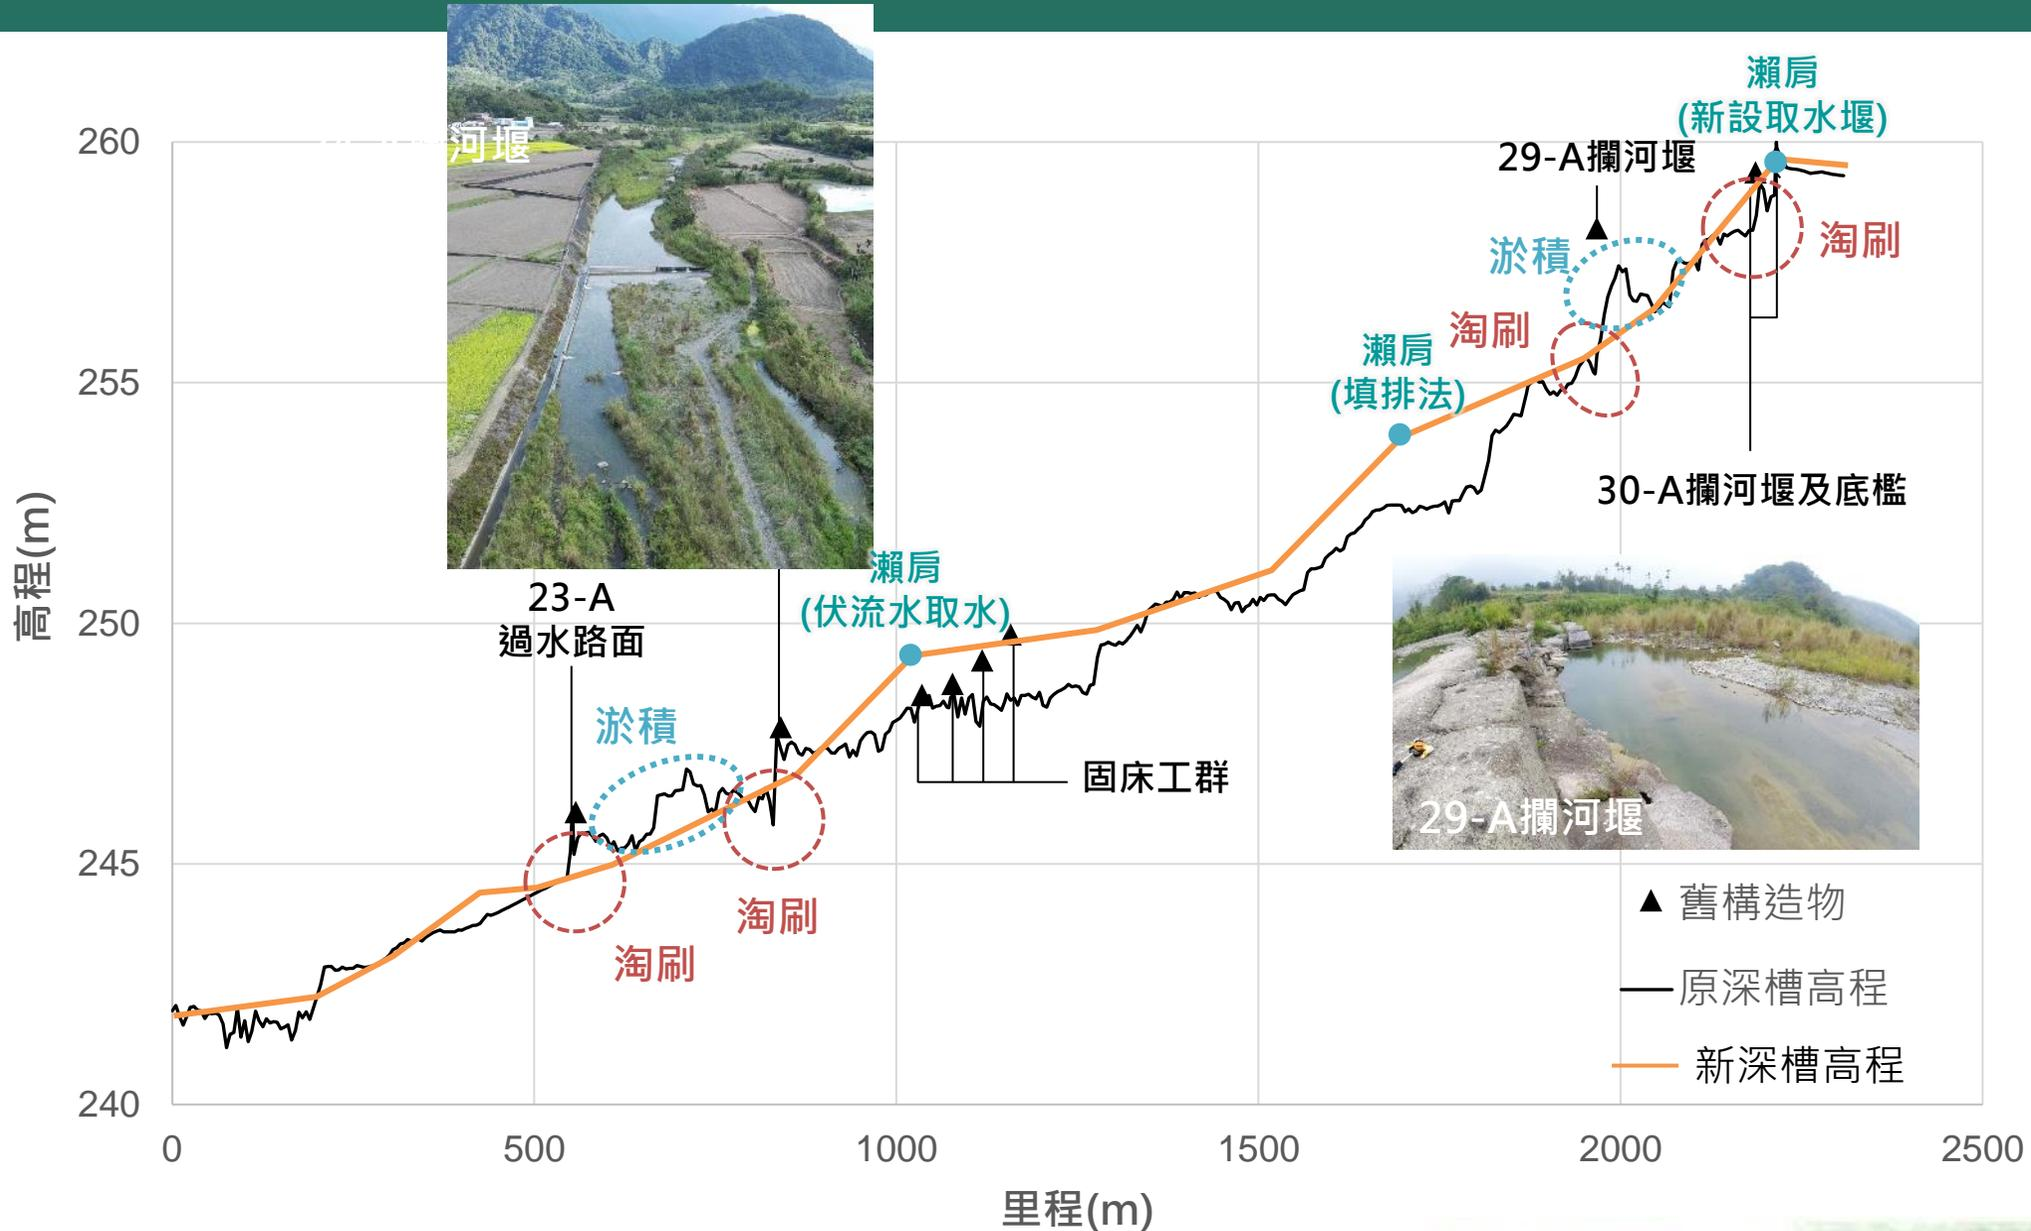 瀨肩
(新設取水堰)
29-A攔河堰
淘刷
淤積
淘刷
瀨肩
(填排法)
30-A攔河堰及底檻
河堰
瀨肩
(伏流水取水)
23-A
過水路面
淤積
固床工群
淘刷
淘刷
29-A攔河堰
舊構造物
原深槽高程
新深槽高程
高程(m)
260
255
250
245
240
0
500
1000
1500
2000
2500
里程(m)